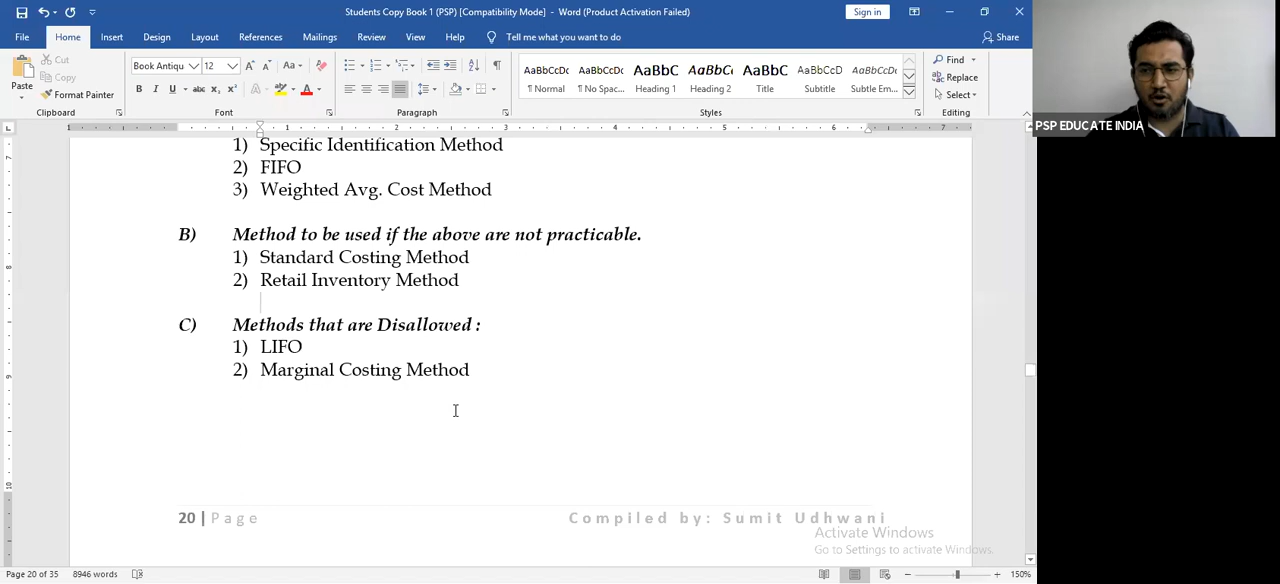 Students Copy Book 1 (PSP) [Compatibility Mode] - Word (Product Activation Failed)
Sign in
File Home Insert Design Layout References Mailings Review View Help Tell me what you want to do Share
Paste
Cut
Copy
Format Painter
Clipboard
Book Antiqu 12
Font
Paragraph
AaBbCcDc AaBbCcDc AaBbC AaBbCc AaBbC AaBbCcD AaBbCcDc
¶ Normal ¶ No Spac... Heading 1 Heading 2 Title Subtitle Subtle Em...
Styles
Find
Replace
Select
Editing
PSP EDUCATE INDIA
1) Specific Identification Method
2) FIFO
3) Weighted Avg. Cost Method
B) Method to be used if the above are not practicable.
1) Standard Costing Method
2) Retail Inventory Method
C) Methods that are Disallowed :
1) LIFO
2) Marginal Costing Method
20 | Page
Compiled by: Sumit Udhwani
Activate Windows
Go to Settings to activate Windows.
Page 20 of 35 8946 words 150%